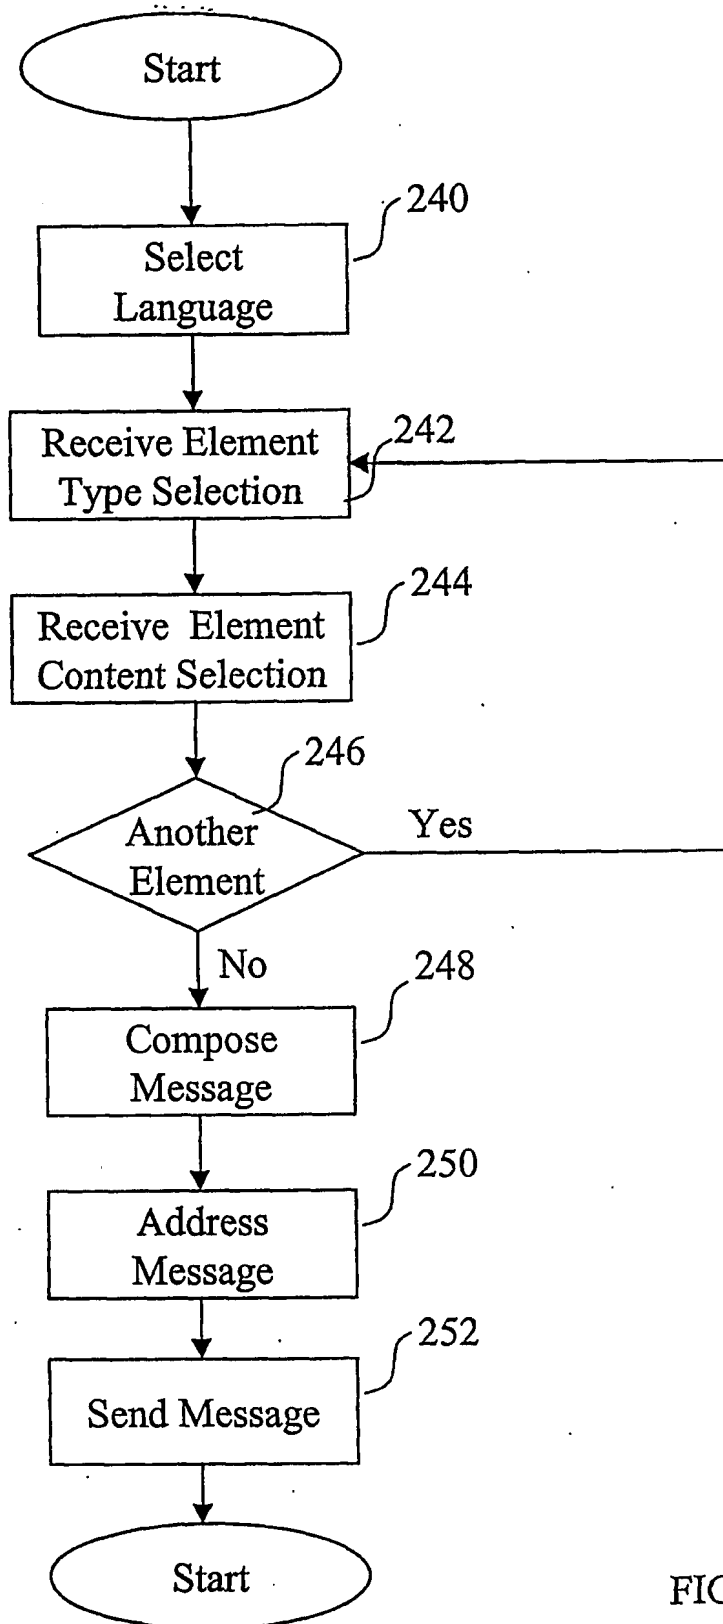 Start
240
Select
Language
242
Receive Element
Type Selection
244
Receive Element
Content Selection
246
Another
Element
Yes
No
248
Compose
Message
250
Address
Message
252
Send Message
Start